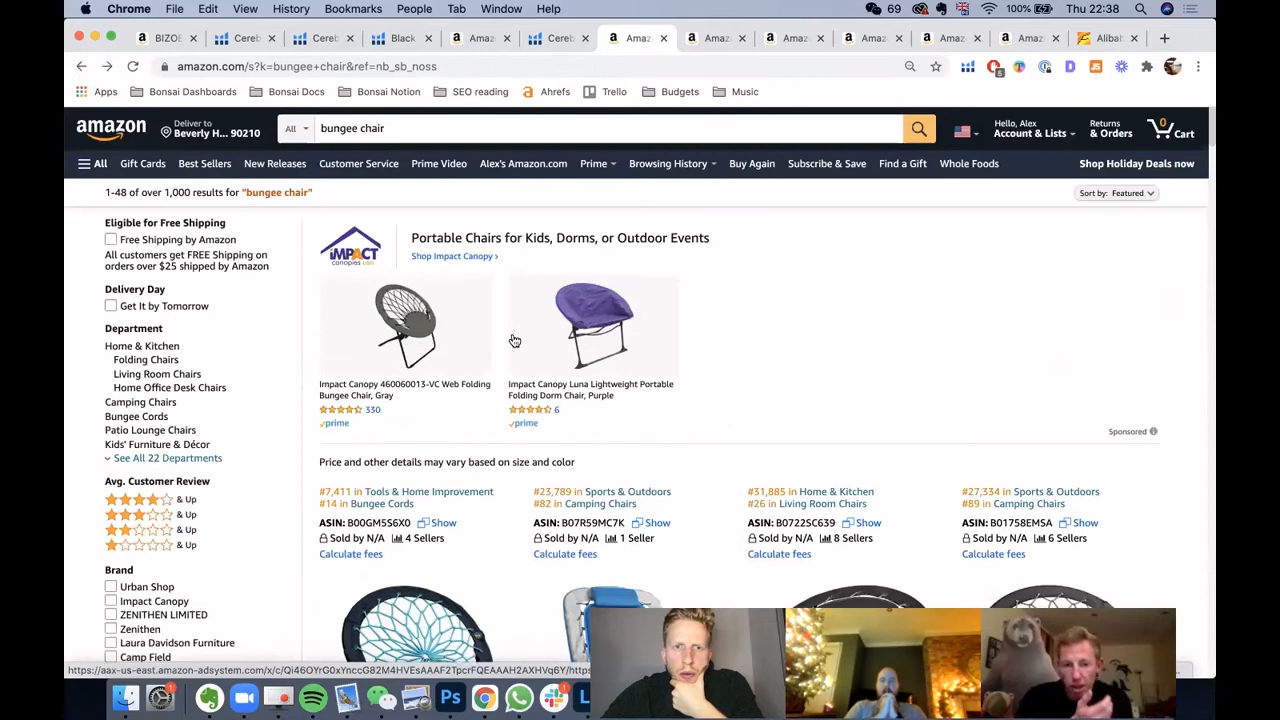 Chrome File Edit View History Bookmarks People Tab Window Help 69 100% Thu 22:38
BIZOE Cereb Cereb Black Amaz Cereb Amaz Amaz Amaz Amaz Amaz Amaz Alibab
amazon.com/s?k=bungee+chair&ref=nb_sb_noss
Apps Bonsai Dashboards Bonsai Docs Bonsai Notion SEO reading Ahrefs Trello Budgets Music
amazon
Deliver to
Beverly H... 90210
All bungee chair
Hello, Alex
Account & Lists
Returns
& Orders
0
Cart
All Gift Cards Best Sellers New Releases Customer Service Prime Video Alex's Amazon.com Prime Browsing History Buy Again Subscribe & Save Find a Gift Whole Foods Shop Holiday Deals now
1-48 of over 1,000 results for "bungee chair" Sort by: Featured
Eligible for Free Shipping
Free Shipping by Amazon
All customers get FREE Shipping on
orders over $25 shipped by Amazon
Delivery Day
Get It by Tomorrow
Department
Home & Kitchen
Folding Chairs
Living Room Chairs
Home Office Desk Chairs
Camping Chairs
Bungee Cords
Patio Lounge Chairs
Kids' Furniture & Décor
See All 22 Departments
Avg. Customer Review
& Up
& Up
& Up
& Up
Brand
Urban Shop
Impact Canopy
ZENITHEN LIMITED
Zenithen
Laura Davidson Furniture
Camp Field
IMPACT
Portable Chairs for Kids, Dorms, or Outdoor Events
Shop Impact Canopy ›
Impact Canopy 460060013-VC Web Folding
Bungee Chair, Gray
330
prime
Impact Canopy Luna Lightweight Portable
Folding Dorm Chair, Purple
6
prime
Sponsored
Price and other details may vary based on size and color
#7,411 in Tools & Home Improvement
#14 in Bungee Cords
ASIN: B00GM5S6X0 Show
Sold by N/A 4 Sellers
Calculate fees
#23,789 in Sports & Outdoors
#82 in Camping Chairs
ASIN: B07R59MC7K Show
Sold by N/A 1 Seller
Calculate fees
#31,885 in Home & Kitchen
#26 in Living Room Chairs
ASIN: B0722SC639 Show
Sold by N/A 8 Sellers
Calculate fees
#27,334 in Sports & Outdoors
#89 in Camping Chairs
ASIN: B01758EMSA Show
Sold by N/A 6 Sellers
Calculate fees